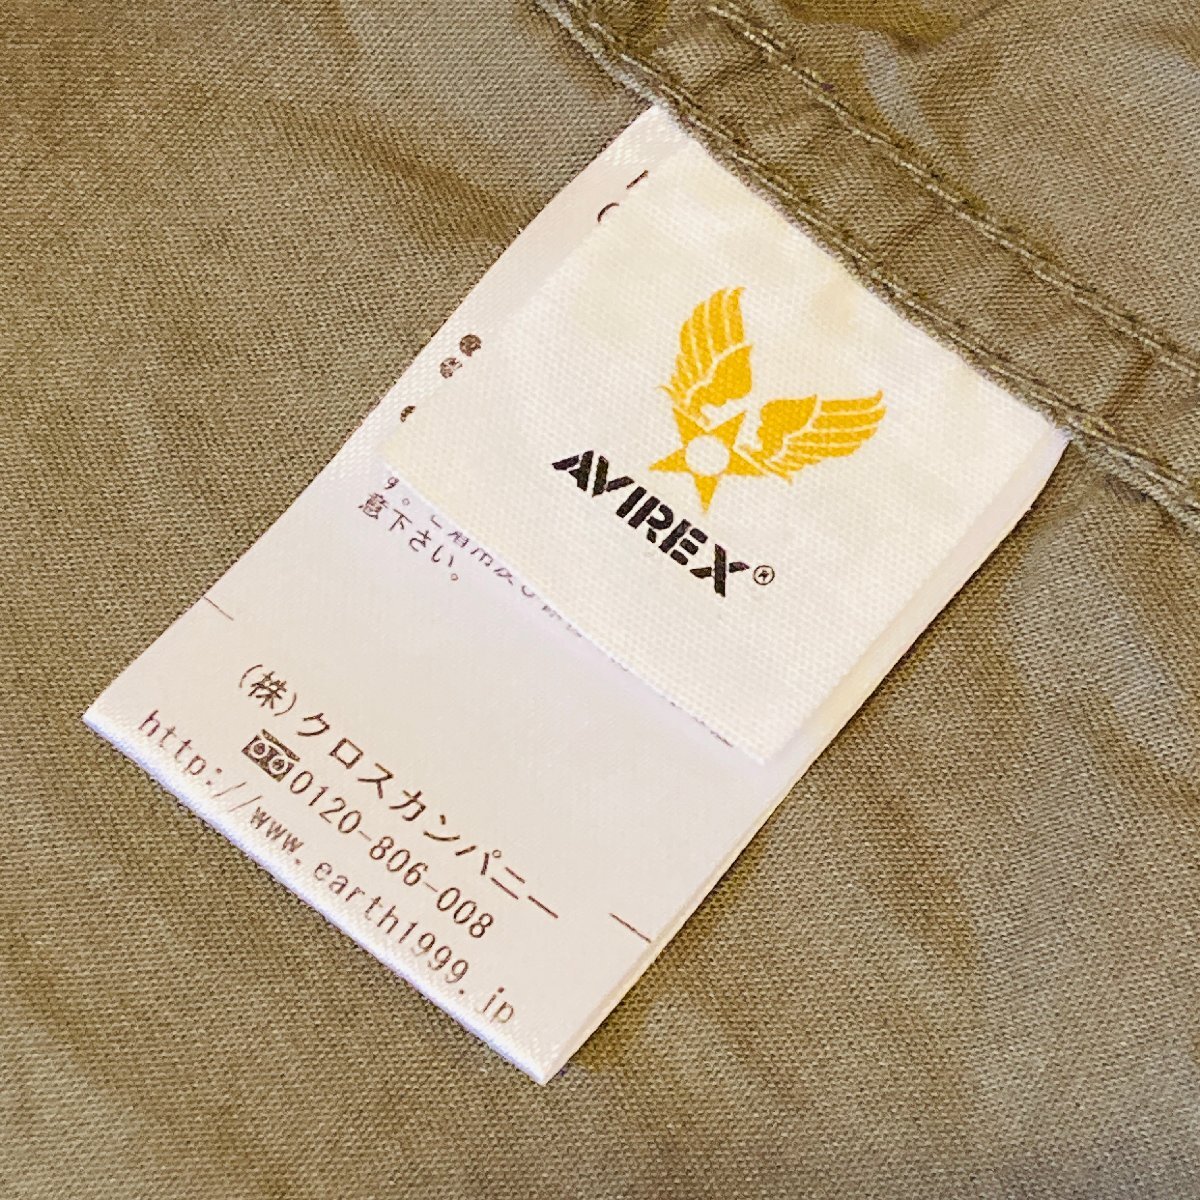 AVIREX®
意下さい。
(株)クロスカンパニー
0120-806-008
http://www.earth1999.jp